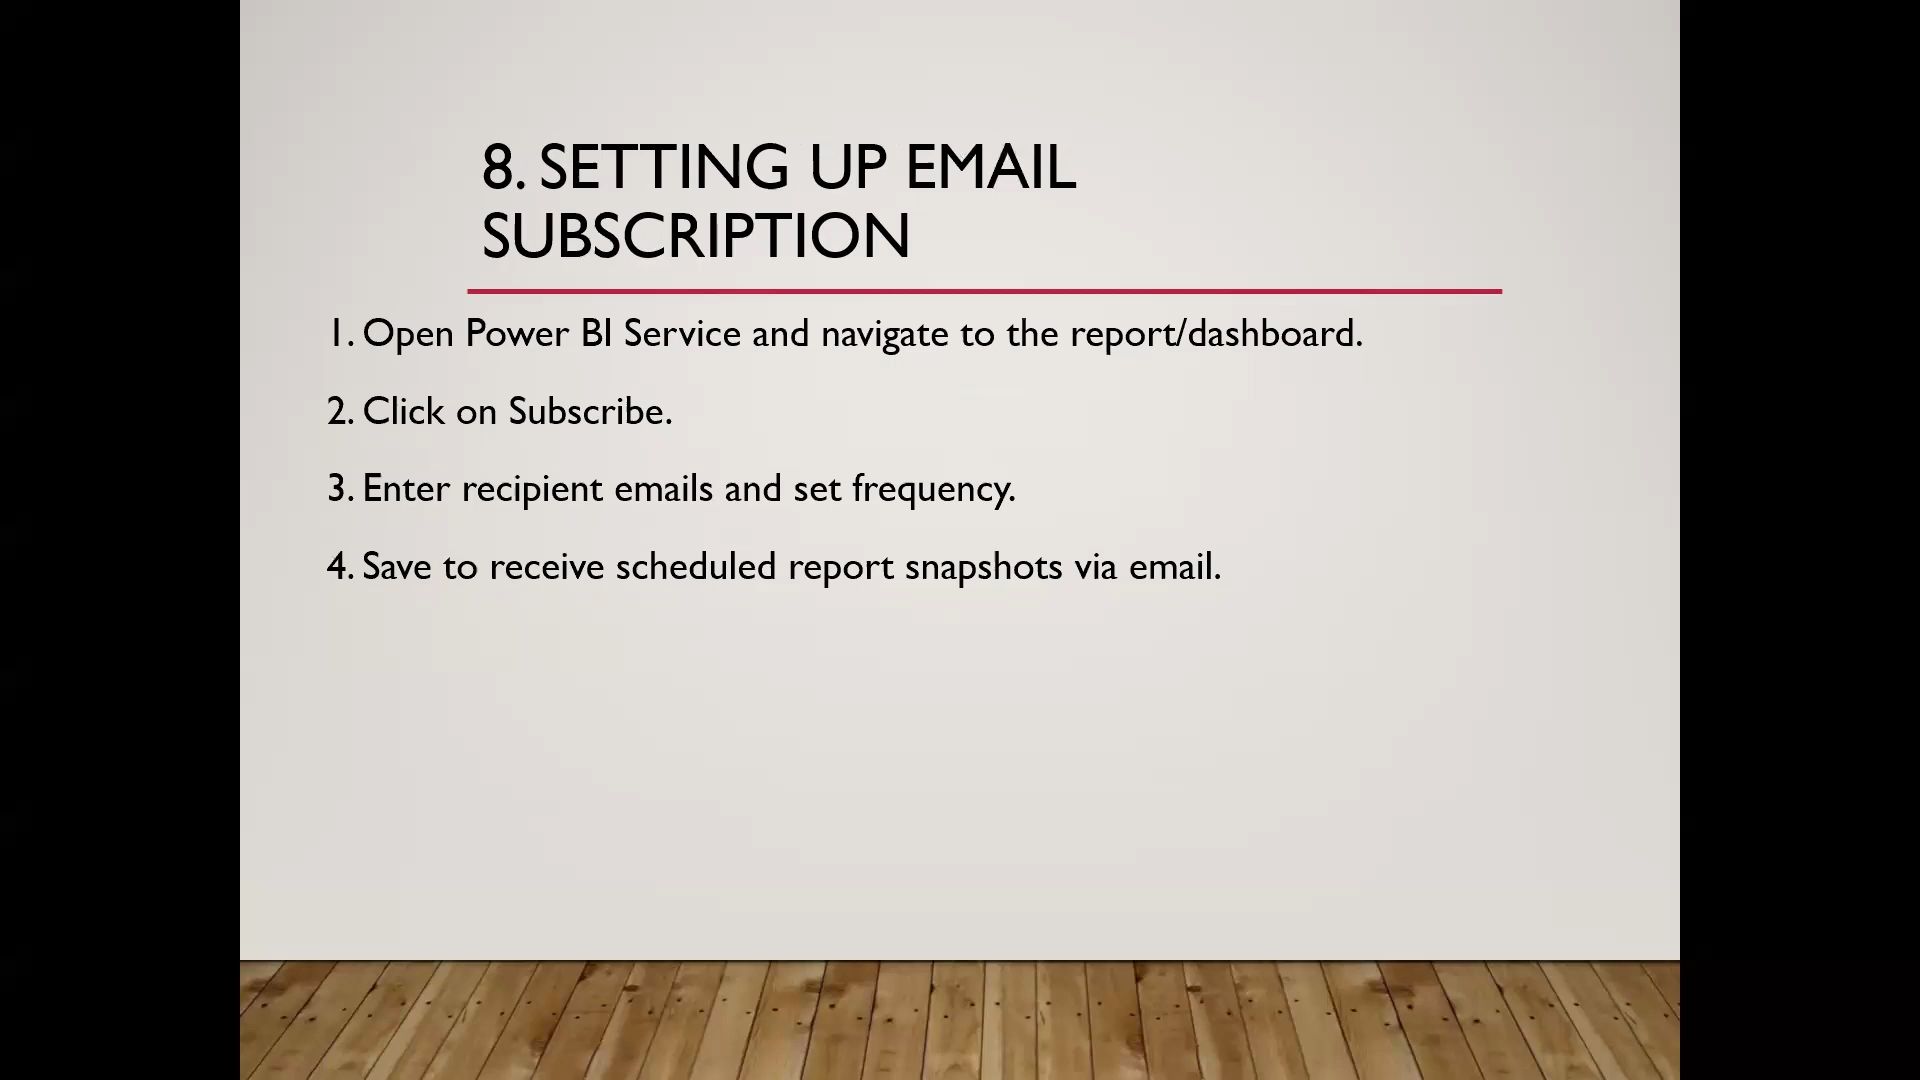 8. SETTING UP EMAIL
SUBSCRIPTION
1. Open Power BI Service and navigate to the report/dashboard.
2. Click on Subscribe.
3. Enter recipient emails and set frequency.
4. Save to receive scheduled report snapshots via email.